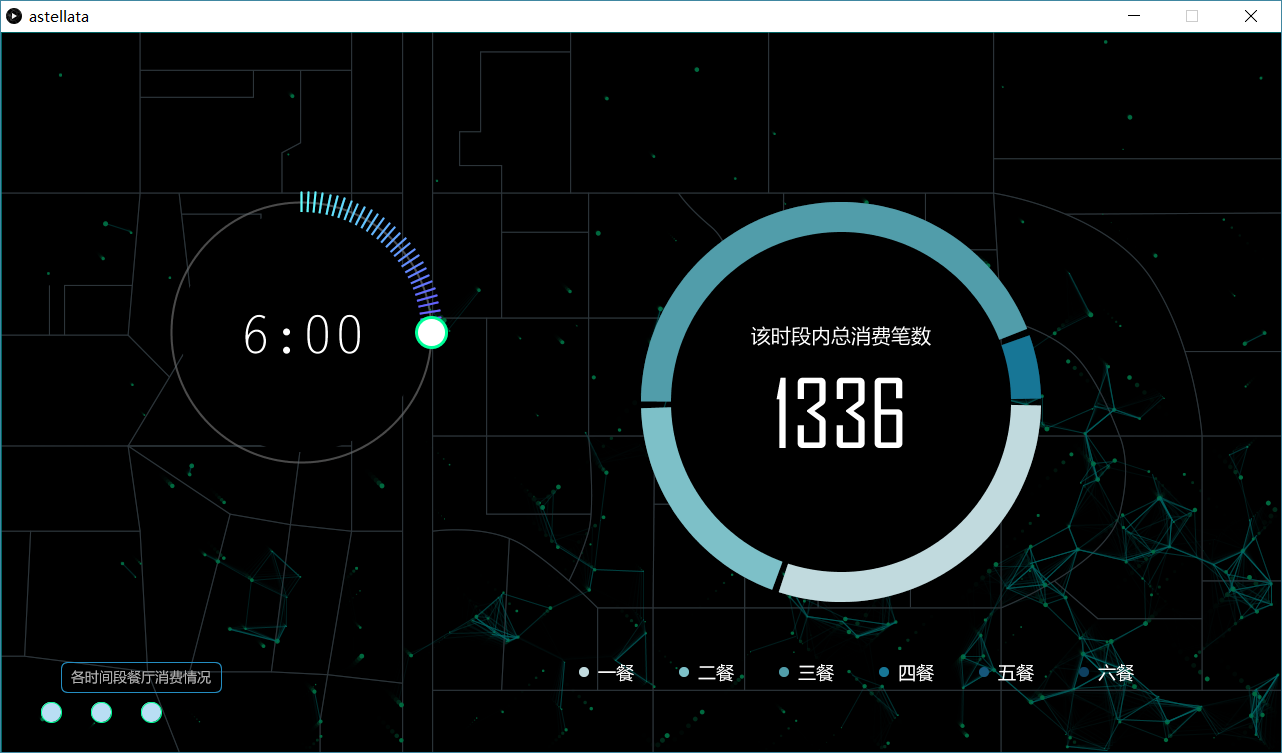 astellata
6:00
该时段内总消费笔数
1336
一餐 二餐 三餐 四餐 五餐 六餐
各时间段餐厅消费情况